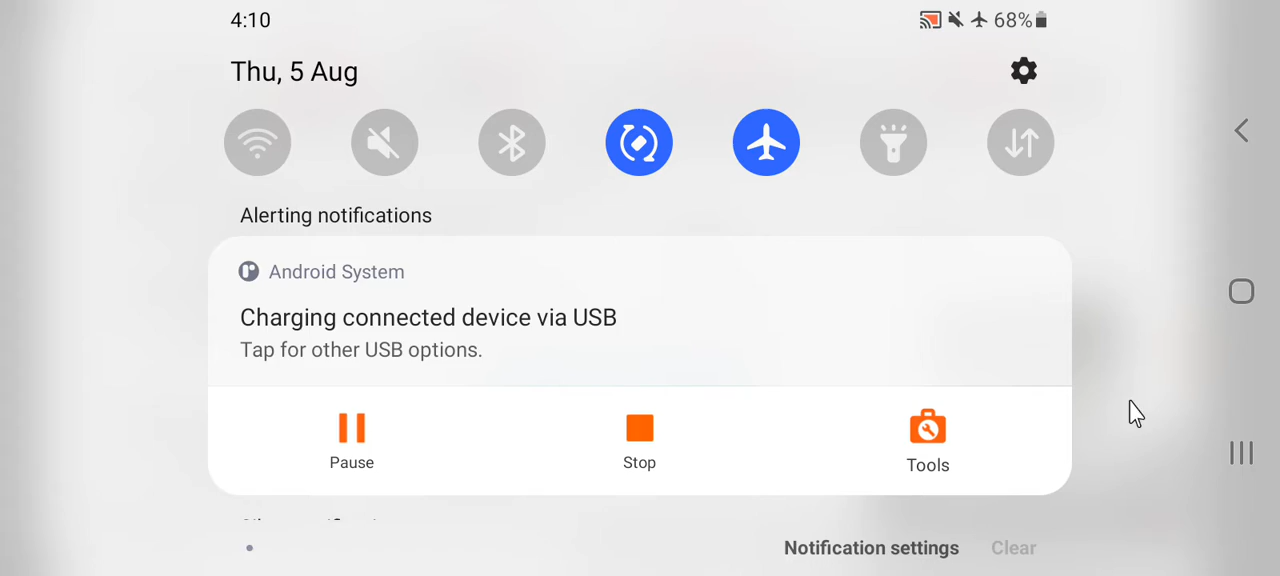 4:10
68%
Thu, 5 Aug
Alerting notifications
Android System
Charging connected device via USB
Tap for other USB options.
Pause
Stop
Tools
Notification settings
Clear